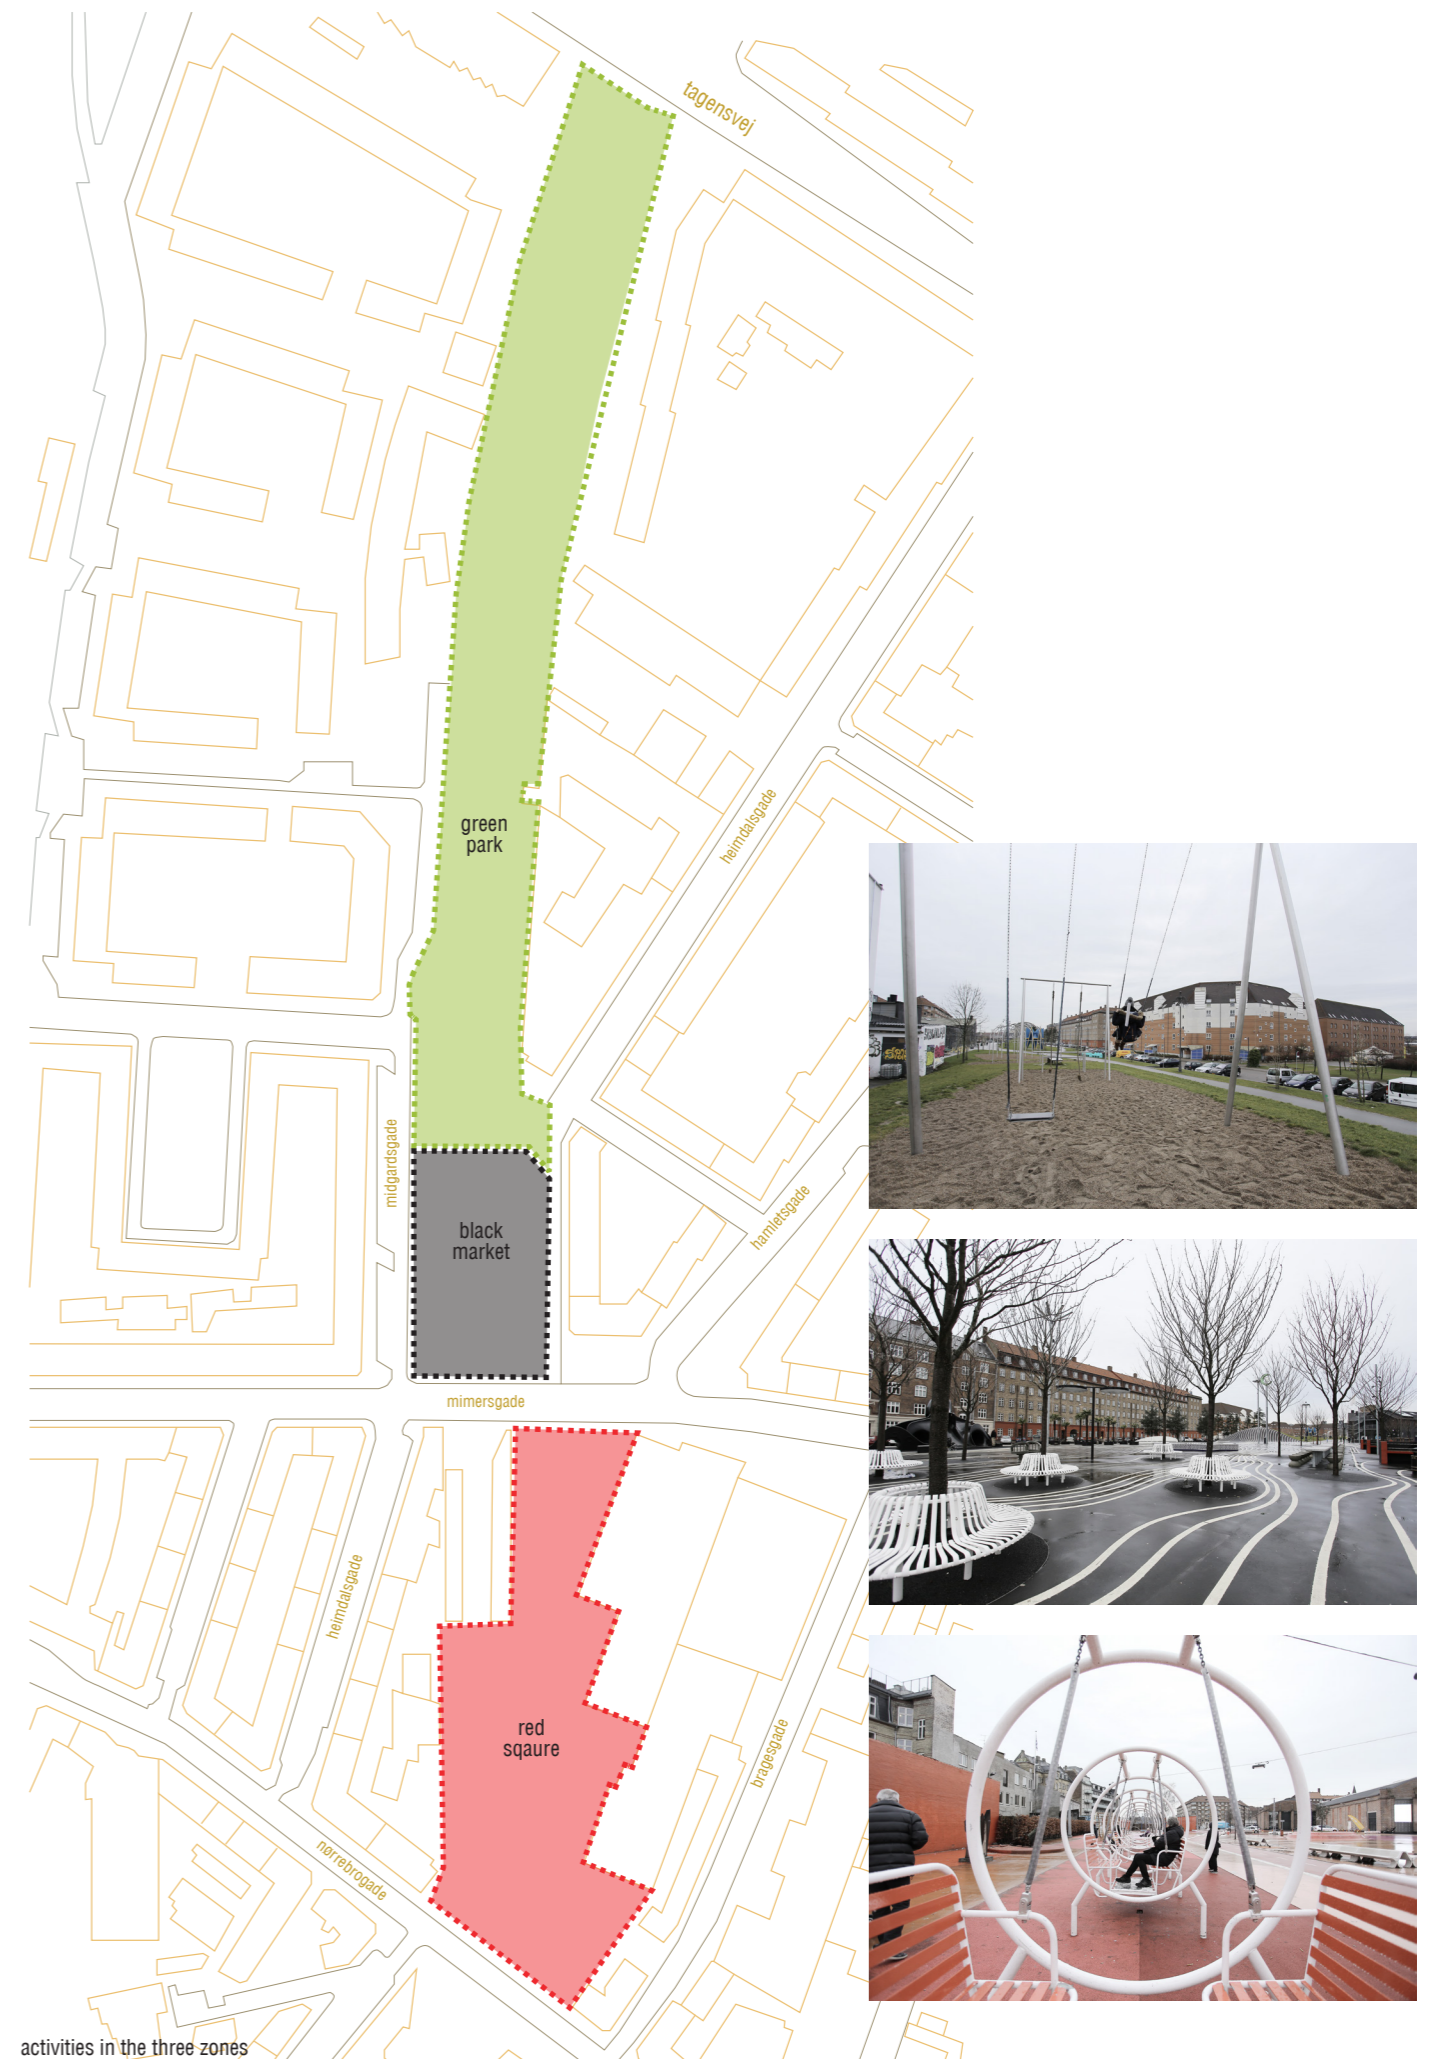 tagensvej
green
park
heimdalsgade
midgardsgade
black
market
hamletsgade
mimersgade
heimdalsgade
red
sqaure
bragesgade
nørrebrogade
activities in the three zones